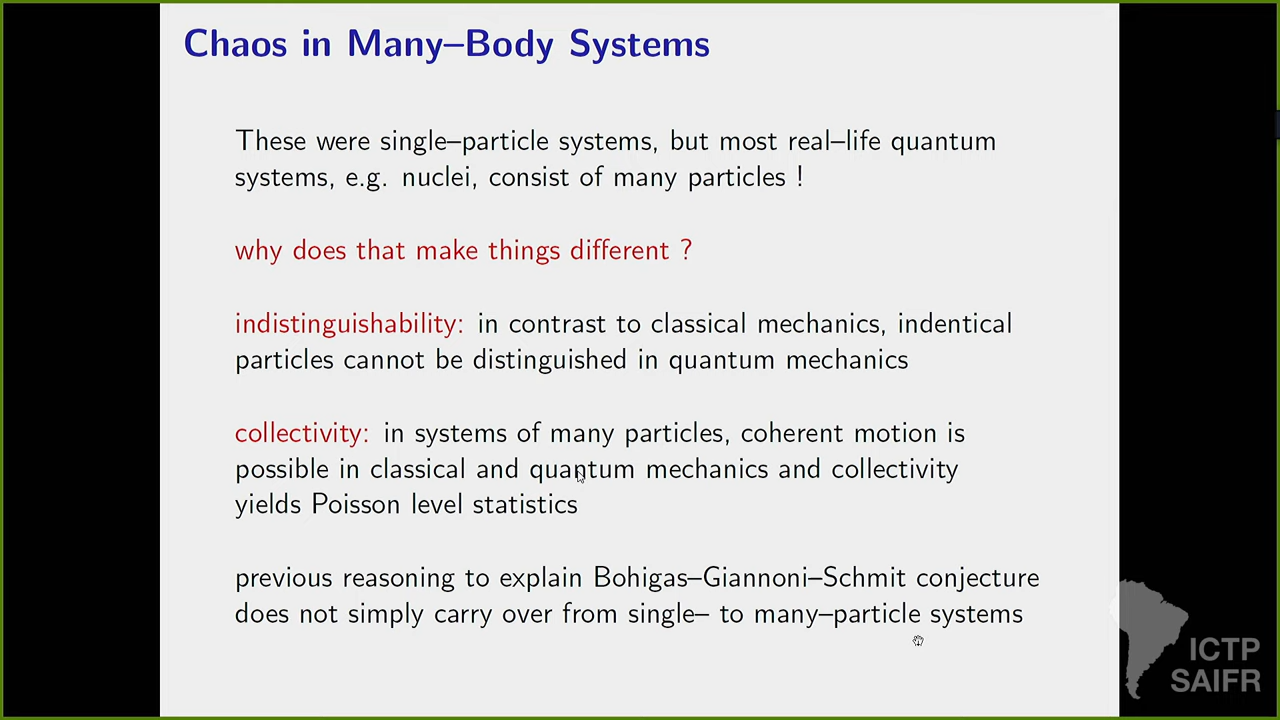 Chaos in Many–Body Systems
These were single–particle systems, but most real–life quantum
systems, e.g. nuclei, consist of many particles !
why does that make things different ?
indistinguishability: in contrast to classical mechanics, indentical
particles cannot be distinguished in quantum mechanics
collectivity: in systems of many particles, coherent motion is
possible in classical and quantum mechanics and collectivity
yields Poisson level statistics
previous reasoning to explain Bohigas–Giannoni–Schmit conjecture
does not simply carry over from single– to many–particle systems
ICTP
SAIFR